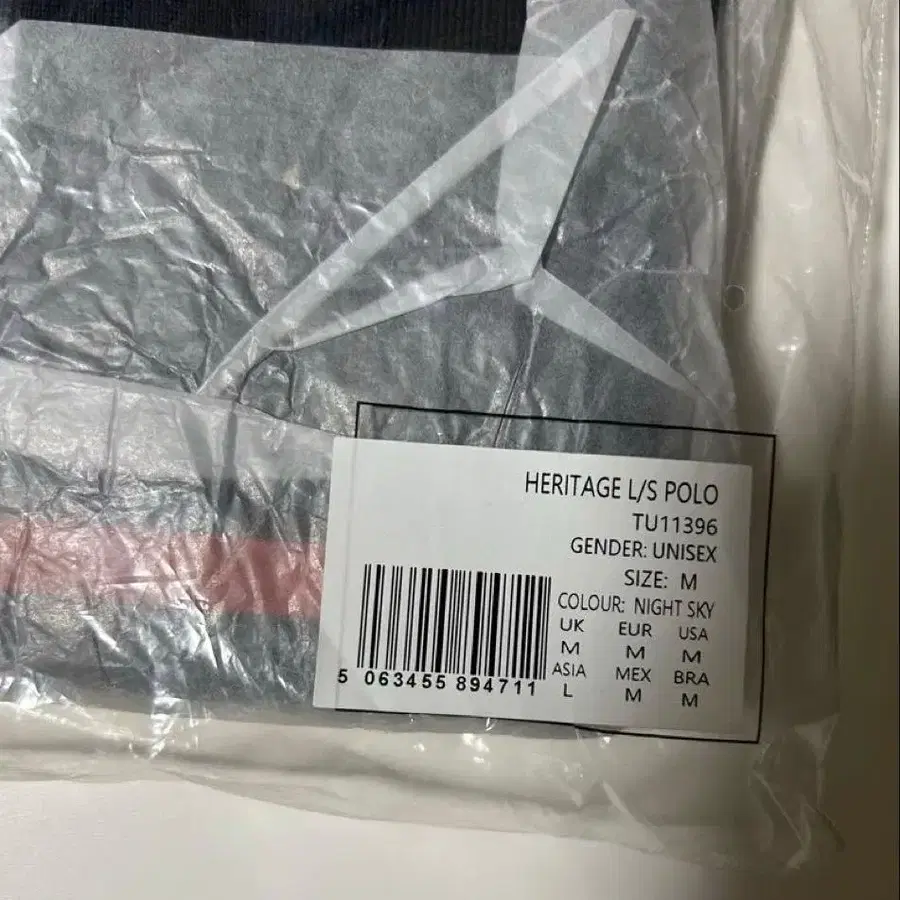 HERITAGE L/S POLO
TU11396
GENDER: UNISEX
SIZE: M
COLOUR: NIGHT SKY
UK EUR USA
M M M
ASIA MEX BRA
L M M
5 063455 894711